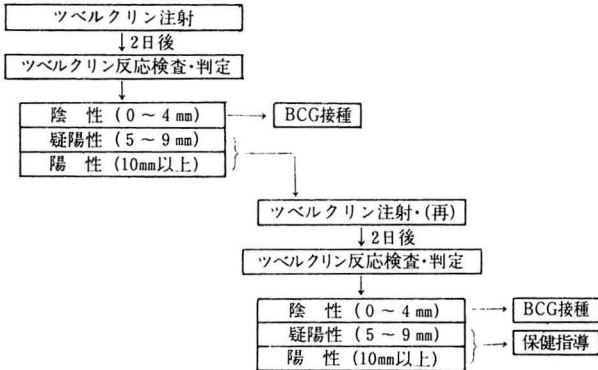 ツベルクリン注射
2日後
ツベルクリン反応検査・判定
陰性(0～4mm)
BCG接種
疑陽性(5～9mm)
陽性(10mm以上)
ツベルクリン注射・(再)
2日後
ツベルクリン反応検査・判定
陰性(0～4mm)
BCG接種
疑陽性(5～9mm)
保健指導
陽性(10mm以上)